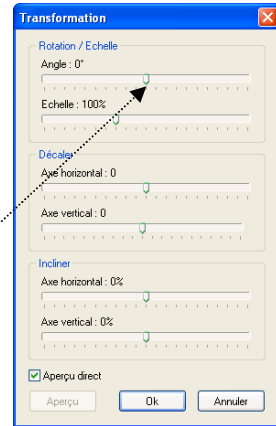 Transformation
Rotation / Echelle
Angle : 0°
Echelle : 100%
Décaler
Axe horizontal : 0
Axe vertical : 0
Incliner
Axe horizontal : 0%
Axe vertical : 0%
Aperçu direct
Aperçu Ok Annuler